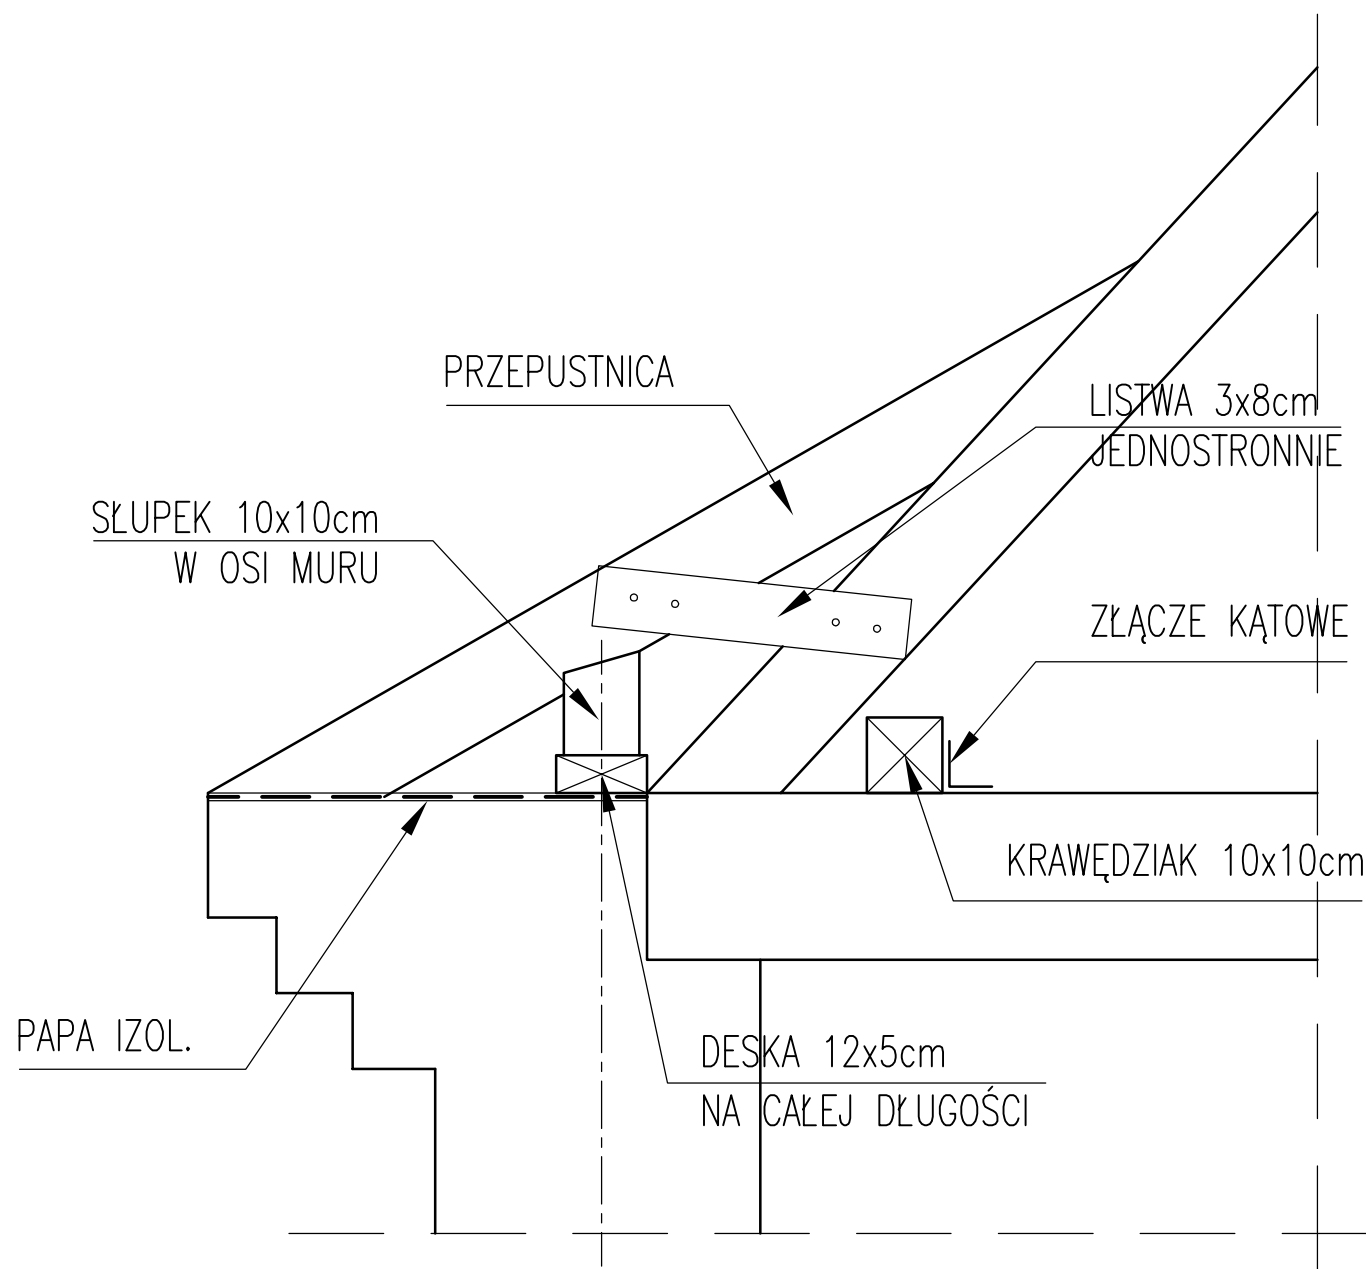 PRZEPUSTNICA
LISTWA 3x8cm
JEDNOSTRONNIE
SŁUPEK 10x10cm
W OSI MURU
ZŁĄCZE KĄTOWE
KRAWĘDZIAK 10x10cm
PAPA IZOL.
DESKA 12x5cm
NA CAŁEJ DŁUGOŚCI